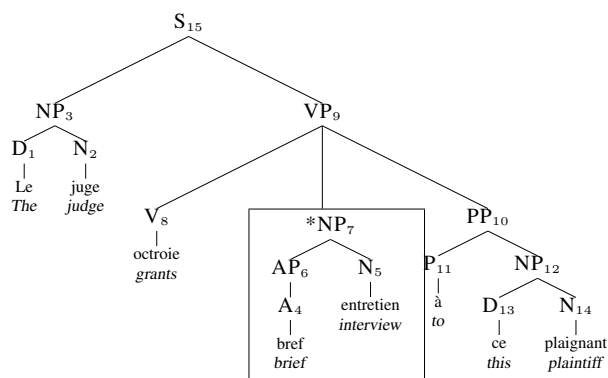 S15
NP3 VP9
D1 N2
Le juge
The judge
V8 *NP7 PP10
octroie
grants
AP6 N5 P11 NP12
A4 entretien à D13 N14
interview to
bref ce plaignant
brief this plaintiff